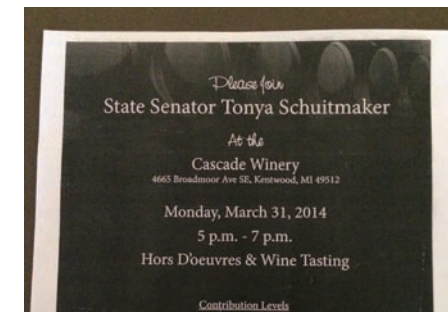 Please join
State Senator Tonya Schuitmaker
At the
Cascade Winery
4665 Broadmoor Ave SE, Kentwood, MI 49512
Monday, March 31, 2014
5 p.m. - 7 p.m.
Hors D'oeuvres & Wine Tasting
Contribution Levels